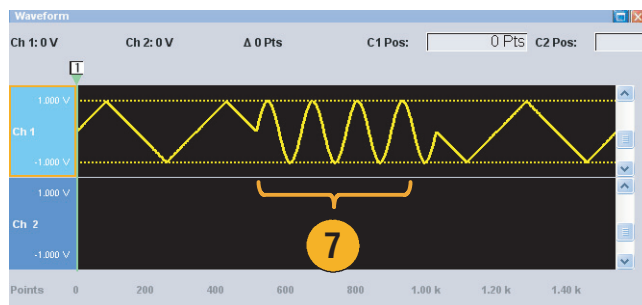 Waveform
Ch 1: 0 V Ch 2: 0 V Δ 0 Pts C1 Pos: 0 Pts C2 Pos:
1
1.000 V
Ch 1
-1.000 V
1.000 V
Ch 2
-1.000 V
7
Points 0 200 400 600 800 1.00 k 1.20 k 1.40 k